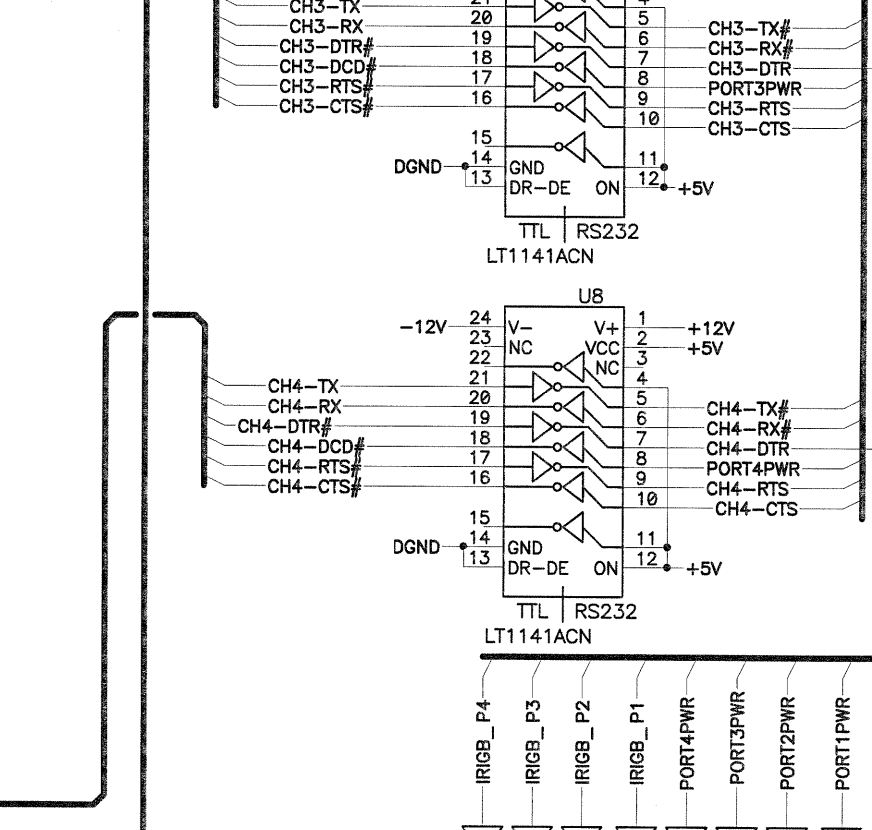 CH3-TX 21 4
CH3-RX 20 5 CH3-TX#
CH3-DTR# 19 6 CH3-RX#
CH3-DCD# 18 7 CH3-DTR
CH3-RTS# 17 8 PORT3PWR
CH3-CTS# 16 9 CH3-RTS
10 CH3-CTS
15
DGND 14 GND 11
13 DR-DE ON 12 +5V
TTL RS232
LT1141ACN
U8
-12V 24 V- V+ 1 +12V
23 NC VCC 2 +5V
22 NC 3
CH4-TX 21 4
CH4-RX 20 5 CH4-TX#
CH4-DTR# 19 6 CH4-RX#
CH4-DCD# 18 7 CH4-DTR
CH4-RTS# 17 8 PORT4PWR
CH4-CTS# 16 9 CH4-RTS
10 CH4-CTS
15
DGND 14 GND 11
13 DR-DE ON 12 +5V
TTL RS232
LT1141ACN
IRIGB_P4
IRIGB_P3
IRIGB_P2
IRIGB_P1
PORT4PWR
PORT3PWR
PORT2PWR
PORT1PWR